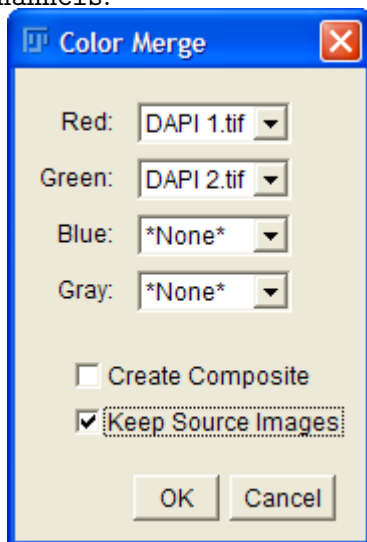 Color Merge
Red: DAPI 1.tif
Green: DAPI 2.tif
Blue: *None*
Gray: *None*
Create Composite
Keep Source Images
OK Cancel